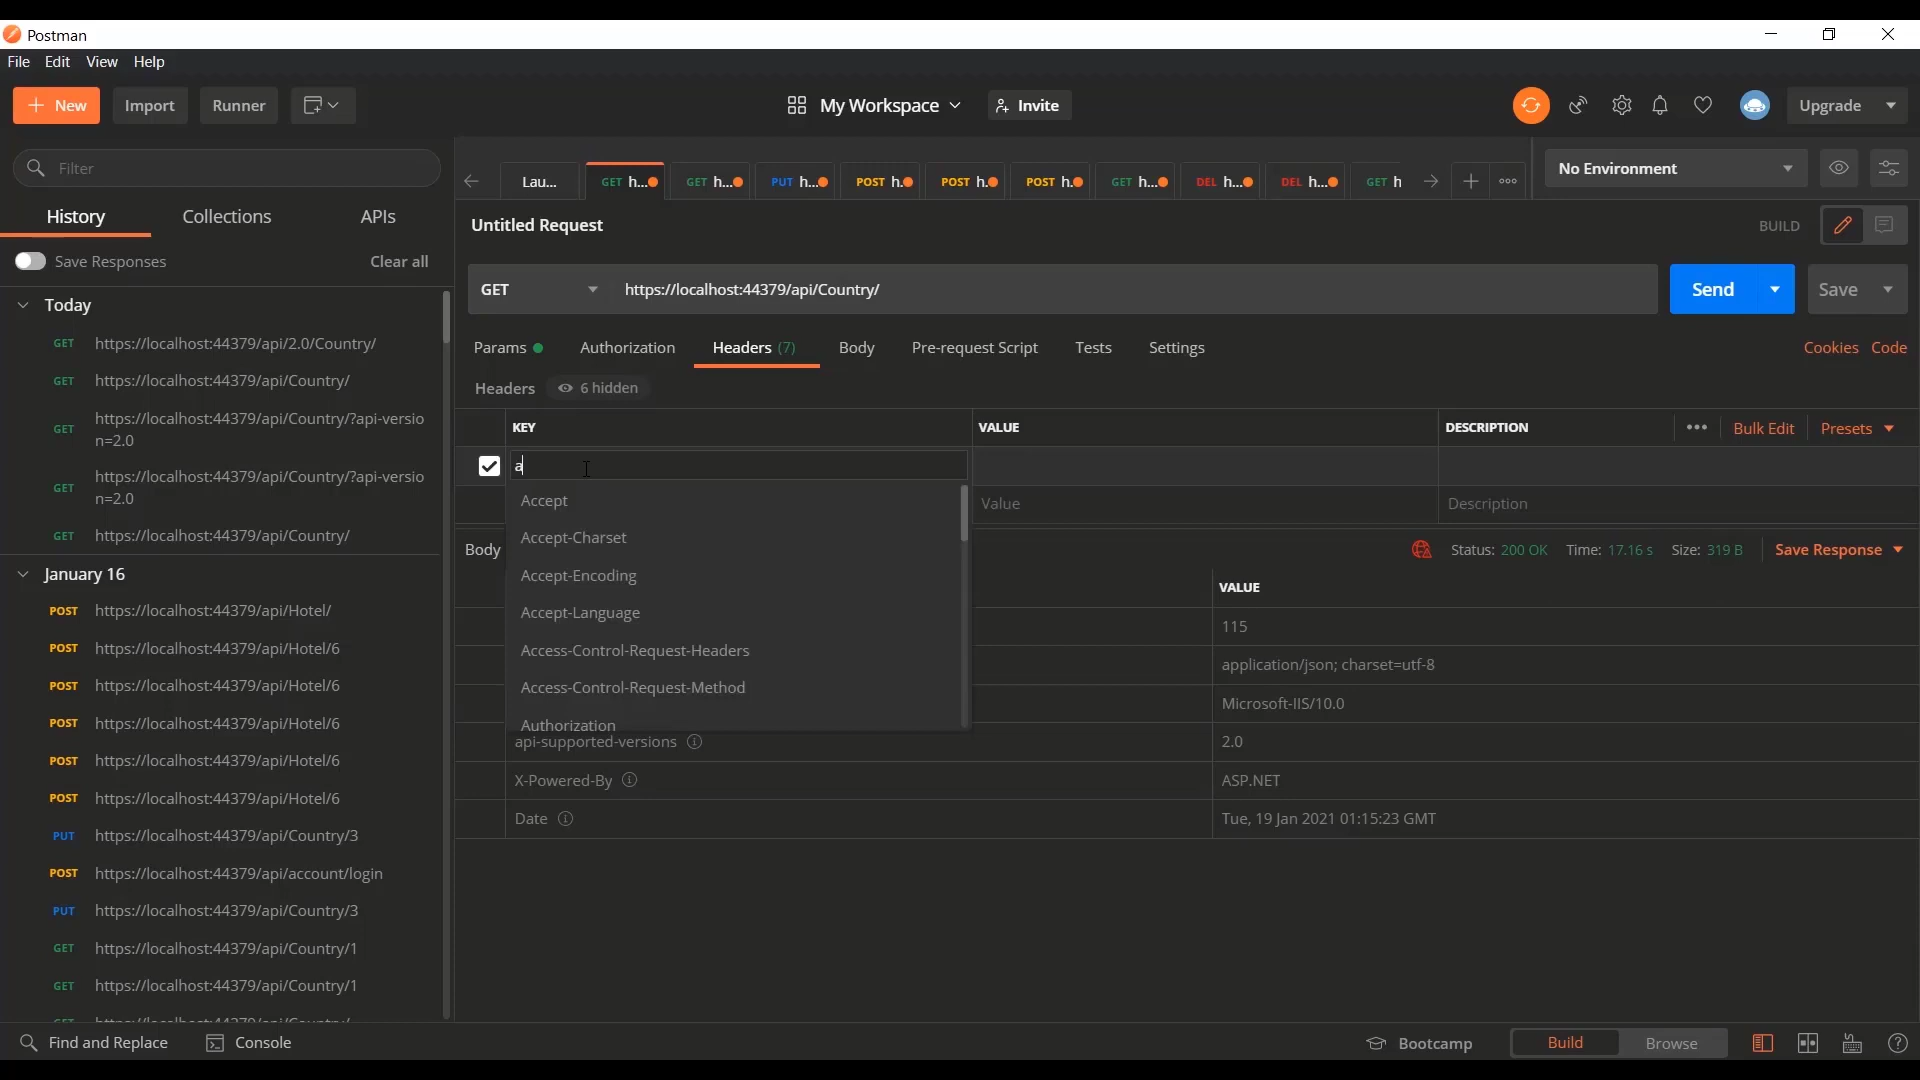 Postman
File Edit View Help
New Import Runner My Workspace Invite Upgrade
Filter
Lau... GET h... GET h... PUT h... POST h. POST h. POST h. GET h... DEL h... DEL h... GET h
No Environment
History Collections APIs
Save Responses Clear all
Untitled Request BUILD
GET https://localhost:44379/api/Country/ Send Save
Params Authorization Headers (7) Body Pre-request Script Tests Settings Cookies Code
Headers 6 hidden
KEY VALUE DESCRIPTION ••• Bulk Edit Presets
a
Value Description
Accept
Accept-Charset
Accept-Encoding
Accept-Language
Access-Control-Request-Headers
Access-Control-Request-Method
Authorization
Body Status: 200 OK Time: 17.16 s Size: 319 B Save Response
VALUE
115
application/json; charset=utf-8
Microsoft-IIS/10.0
api-supported-versions 2.0
X-Powered-By ASP.NET
Date Tue, 19 Jan 2021 01:15:23 GMT
Today
GET https://localhost:44379/api/2.0/Country/
GET https://localhost:44379/api/Country/
GET https://localhost:44379/api/Country/?api-versio
n=2.0
GET https://localhost:44379/api/Country/?api-versio
n=2.0
GET https://localhost:44379/api/Country/
January 16
POST https://localhost:44379/api/Hotel/
POST https://localhost:44379/api/Hotel/6
POST https://localhost:44379/api/Hotel/6
POST https://localhost:44379/api/Hotel/6
POST https://localhost:44379/api/Hotel/6
POST https://localhost:44379/api/Hotel/6
PUT https://localhost:44379/api/Country/3
POST https://localhost:44379/api/account/login
PUT https://localhost:44379/api/Country/3
GET https://localhost:44379/api/Country/1
GET https://localhost:44379/api/Country/1
Find and Replace Console Bootcamp Build Browse